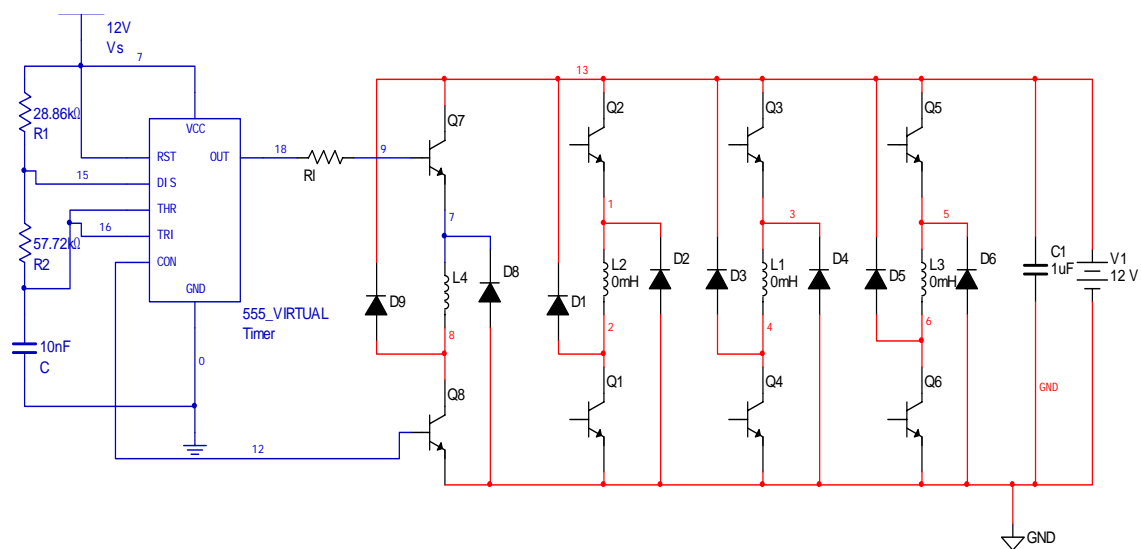 12V
Vs
7
28.86kΩ
R1
VCC
RST
OUT
DIS
THR
TRI
CON
GND
15
16
57.72kΩ
R2
555_VIRTUAL
Timer
10nF
C
0
12
18
RI
9
13
Q7
7
L4
D8
D9
8
Q8
Q2
1
L2
0mH
D2
D1
2
Q1
Q3
3
L1
0mH
D4
D3
4
Q4
Q5
5
L3
0mH
D6
D5
6
Q6
C1
1uF
V1
12 V
GND
GND